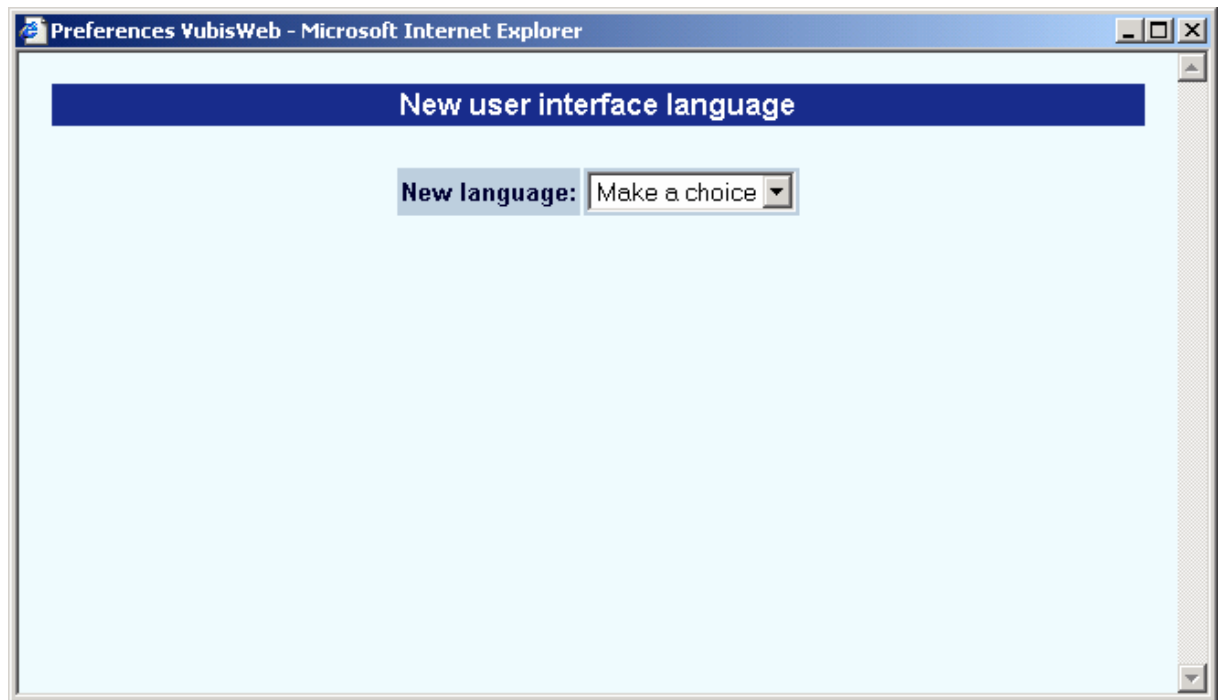 Preferences VubisWeb - Microsoft Internet Explorer
New user interface language
New language: Make a choice